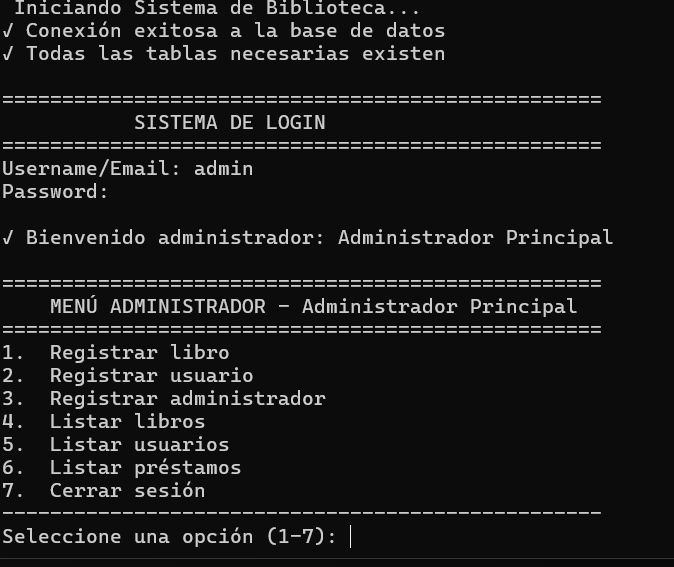 Iniciando Sistema de Biblioteca...
√ Conexión exitosa a la base de datos
√ Todas las tablas necesarias existen
==================================================
SISTEMA DE LOGIN
==================================================
Username/Email: admin
Password:
√ Bienvenido administrador: Administrador Principal
==================================================
MENÚ ADMINISTRADOR - Administrador Principal
==================================================
1. Registrar libro
2. Registrar usuario
3. Registrar administrador
4. Listar libros
5. Listar usuarios
6. Listar préstamos
7. Cerrar sesión
--------------------------------------------------
Seleccione una opción (1-7):